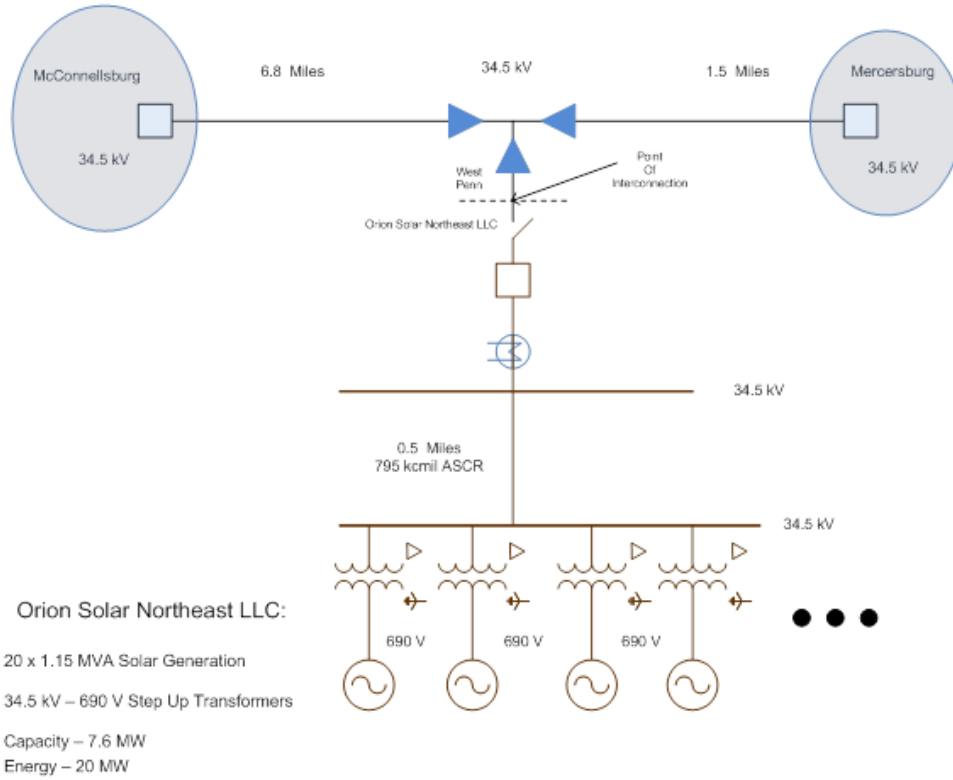 McConnellsburg
6.8 Miles
34.5 kV
1.5 Miles
Mercersburg
34.5 kV
34.5 kV
West
Penn
Point
Of
Interconnection
Orion Solar Northeast LLC
34.5 kV
0.5 Miles
795 kcmil ASCR
34.5 kV
690 V
690 V
690 V
Orion Solar Northeast LLC:
20 x 1.15 MVA Solar Generation
34.5 kV – 690 V Step Up Transformers
Capacity – 7.6 MW
Energy – 20 MW